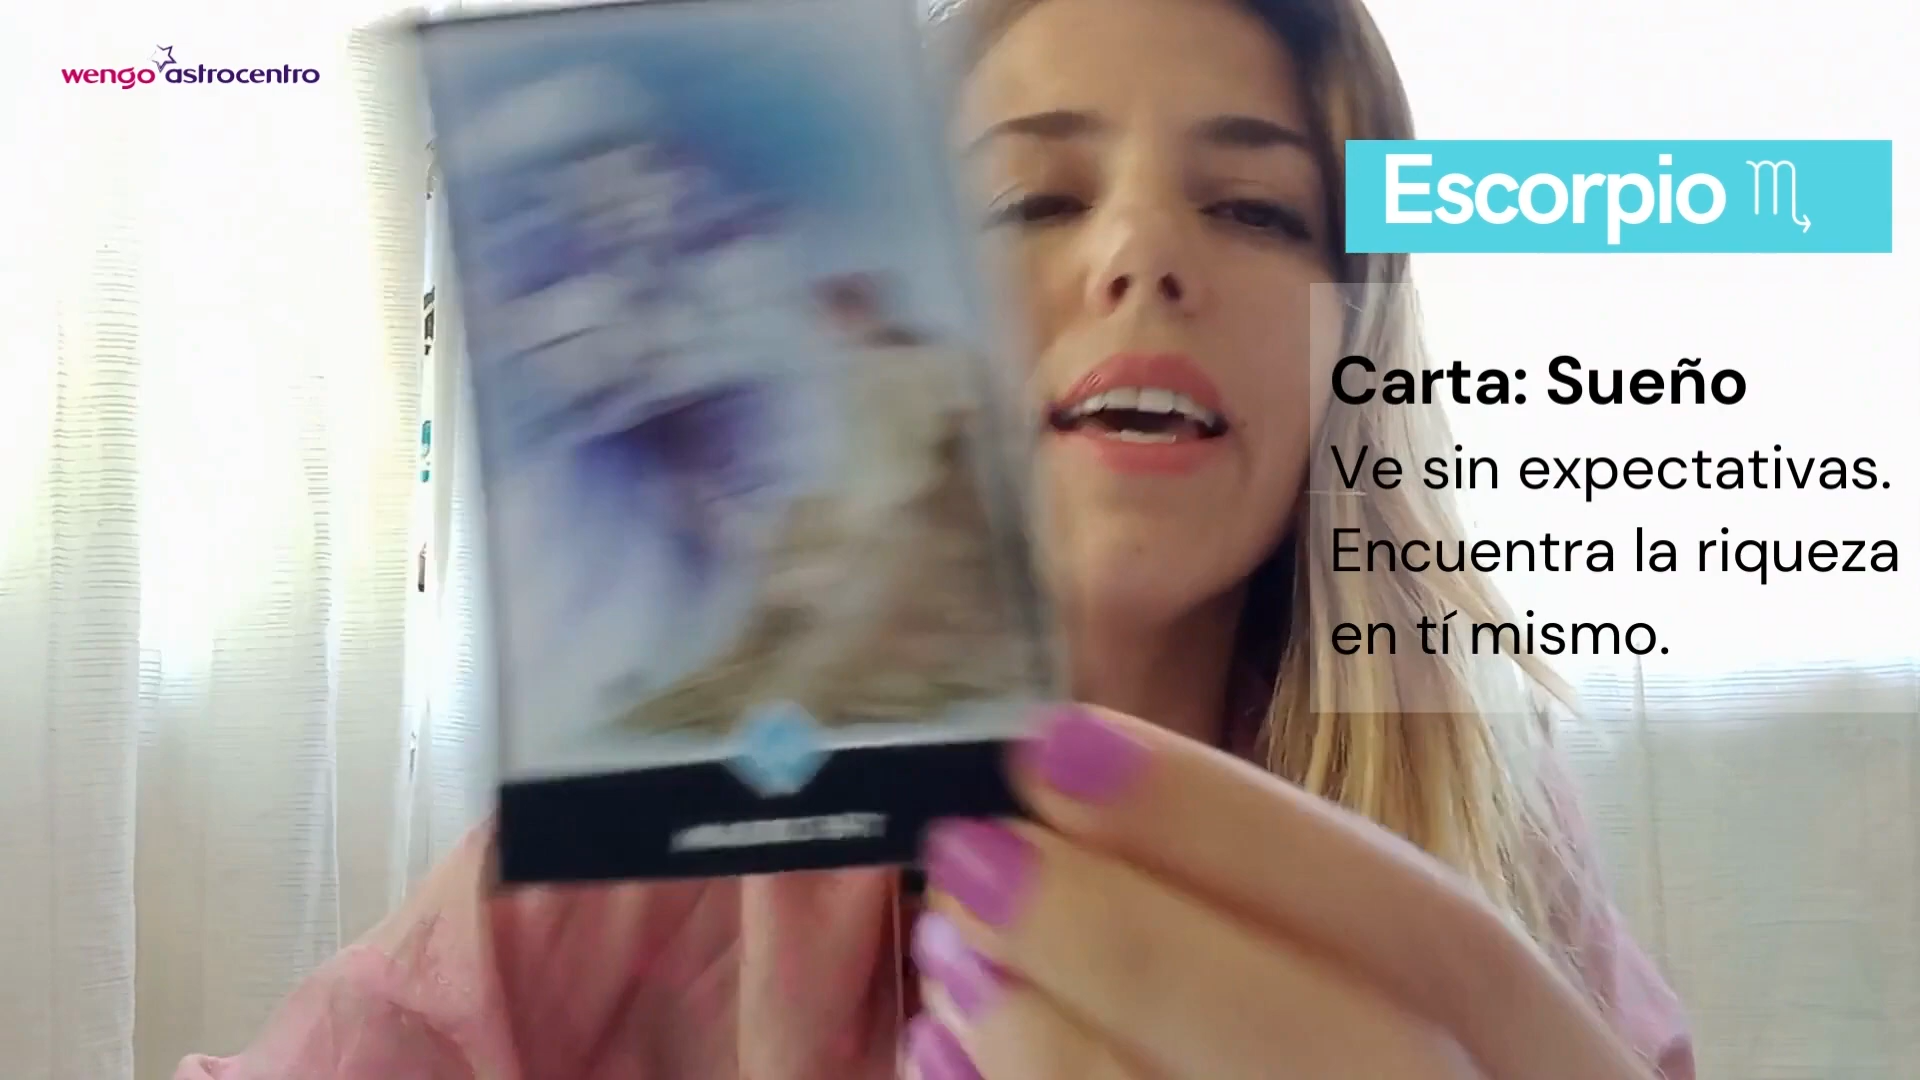 wengo astrocentro
Escorpio ♏
Carta: Sueño
Ve sin expectativas.
Encuentra la riqueza
en tí mismo.